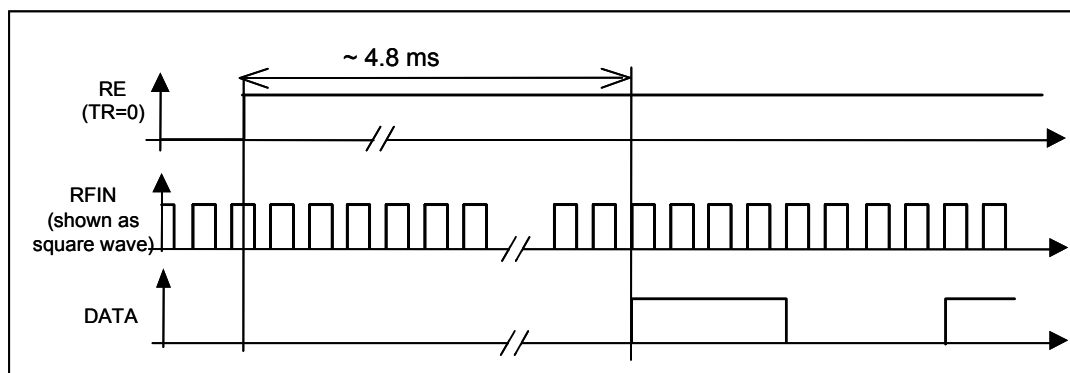 ~ 4.8 ms
RE
(TR=0)
RFIN
(shown as
square wave)
DATA